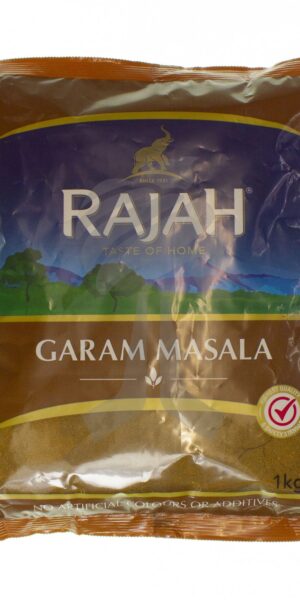 SINCE 1931
RAJAH®
TASTE OF HOME
GARAM MASALA
1kg
NO ARTIFICIAL COLOURS OR ADDITIVES